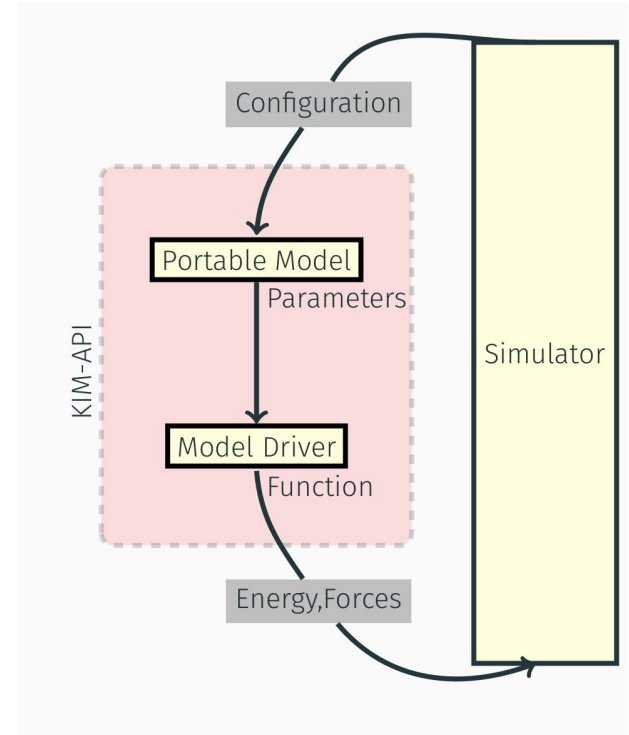 Configuration
Portable Model
Parameters
KIM-API
Simulator
Model Driver
Function
Energy,Forces